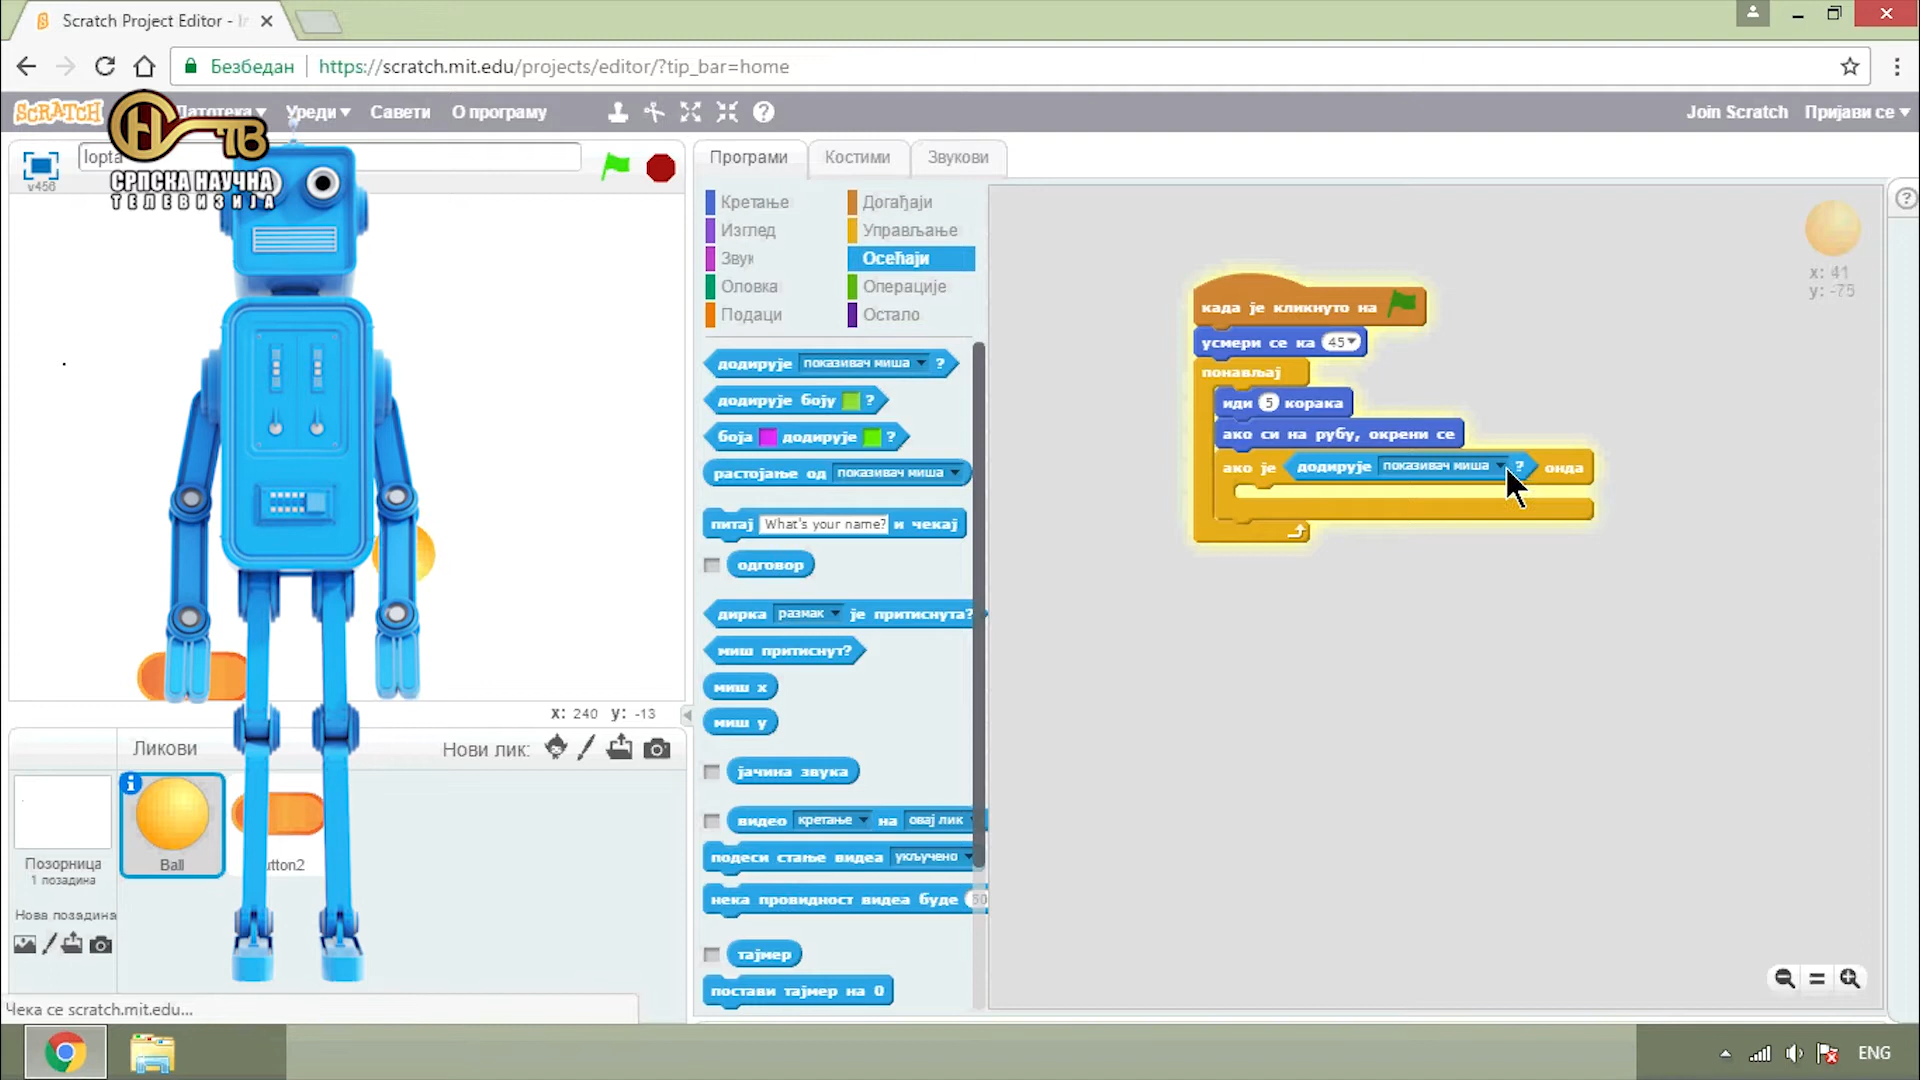 Scratch Project Editor - Ir
Безбедан
https://scratch.mit.edu/projects/editor/?tip_bar=home
SCRATCH
Датотека
Уреди
Савети
О програму
Join Scratch
Пријави се
НТВ
СРПСКА НАУЧНА
ТЕЛЕВИЗИЈА
v456
lopta
Програми
Костими
Звукови
Кретање
Догађаји
Изглед
Управљање
Звук
Осећаји
Оловка
Операције
Подаци
Остало
додирује показивач миша ?
додирује боју ?
боја додирује ?
растојање од показивач миша
питај What's your name? и чекај
одговор
дирка размак је притиснута?
миш притиснут?
миш x
миш y
јачина звука
видео кретање на овај лик
подеси стање видеа укључено
нека провидност видеа буде 50
тајмер
постави тајмер на 0
када је кликнуто на
усмери се ка 45
понављај
иди 5 корака
ако си на рубу, окрени се
ако је додирује показивач миша ? онда
x: 41
y: -75
x: 240 y: -13
Ликови
Нови лик:
Позорница
1 позадина
Нова позадина
Ball
utton2
Чека се scratch.mit.edu...
ENG